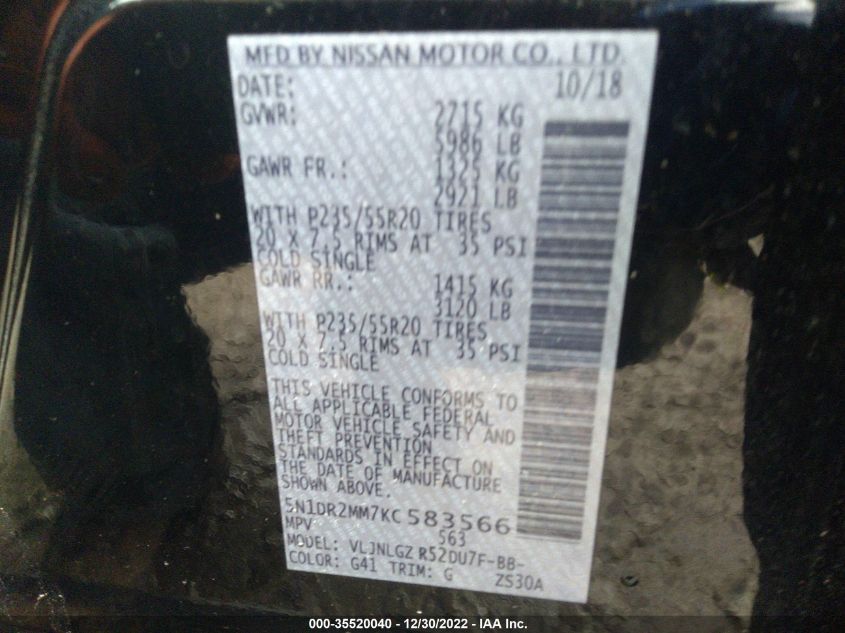 MFD BY NISSAN MOTOR CO., LTD.
DATE: 10/18
GVWR: 2715 KG
5986 LB
GAWR FR.: 1325 KG
2921 LB
WITH P235/55R20 TIRES
20 X 7.5 RIMS AT 35 PSI
COLD SINGLE
GAWR RR.: 1415 KG
3120 LB
WITH P235/55R20 TIRES
20 X 7.5 RIMS AT 35 PSI
COLD SINGLE
THIS VEHICLE CONFORMS TO
ALL APPLICABLE FEDERAL
MOTOR VEHICLE SAFETY AND
THEFT PREVENTION
STANDARDS IN EFFECT ON
THE DATE OF MANUFACTURE
SHOWN ABOVE.
5N1DR2MM7KC583566
MPV 563
MODEL: VLJNLGZ R52DU7F-BB-
COLOR: G41 TRIM: G ZS30A
000-35520040 - 12/30/2022 - IAA Inc.